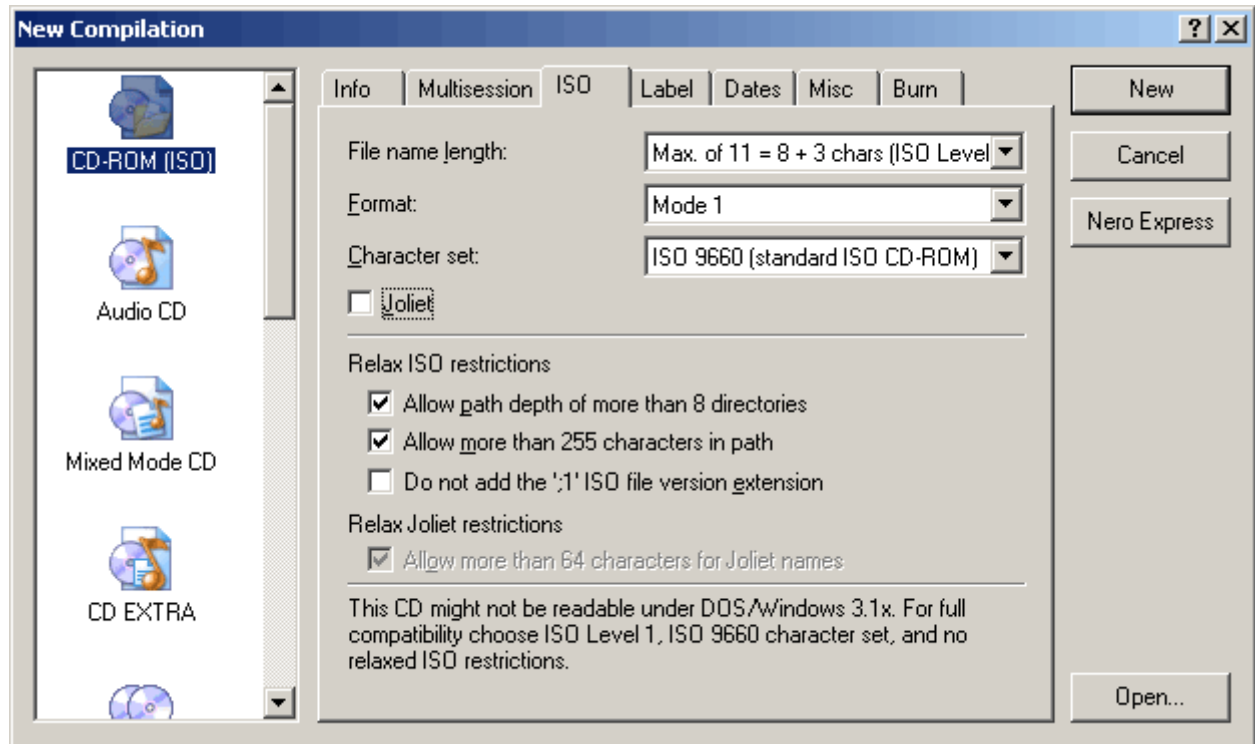 New Compilation
CD-ROM (ISO)
Audio CD
Mixed Mode CD
CD EXTRA
Info
Multisession
ISO
Label
Dates
Misc
Burn
File name length:
Max. of 11 = 8 + 3 chars (ISO Level
Format:
Mode 1
Character set:
ISO 9660 (standard ISO CD-ROM)
Joliet
Relax ISO restrictions
Allow path depth of more than 8 directories
Allow more than 255 characters in path
Do not add the ';1' ISO file version extension
Relax Joliet restrictions
Allow more than 64 characters for Joliet names
This CD might not be readable under DOS/Windows 3.1x. For full
compatibility choose ISO Level 1, ISO 9660 character set, and no
relaxed ISO restrictions.
New
Cancel
Nero Express
Open...